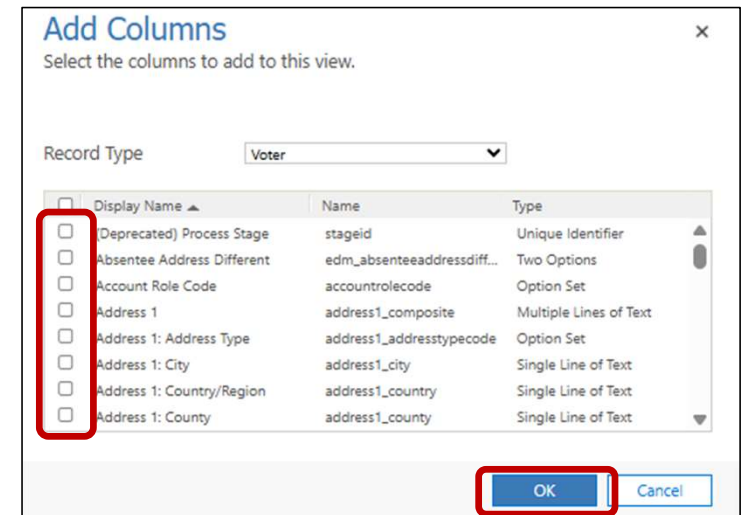 Add Columns
Select the columns to add to this view.
Record Type Voter
Display Name Name Type
(Deprecated) Process Stage stageid Unique Identifier
Absentee Address Different edm_absenteeaddressdiff... Two Options
Account Role Code accountrolecode Option Set
Address 1 address1_composite Multiple Lines of Text
Address 1: Address Type address1_addresstypecode Option Set
Address 1: City address1_city Single Line of Text
Address 1: Country/Region address1_country Single Line of Text
Address 1: County address1_county Single Line of Text
OK Cancel